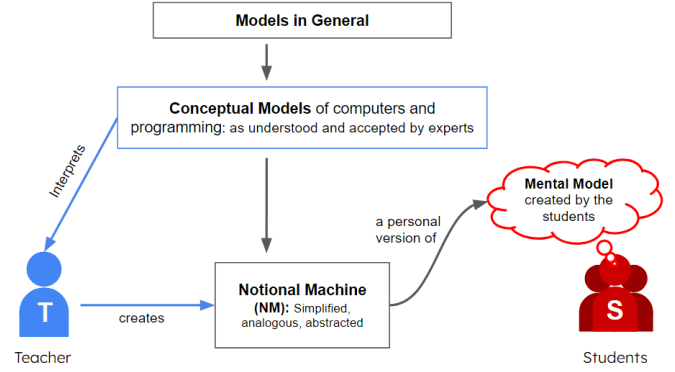 Models in General
Conceptual Models of computers and
programming: as understood and accepted by experts
Interprets
Mental Model
created by the
students
a personal
version of
Notional Machine
(NM): Simplified,
analogous, abstracted
T
creates
S
Teacher
Students